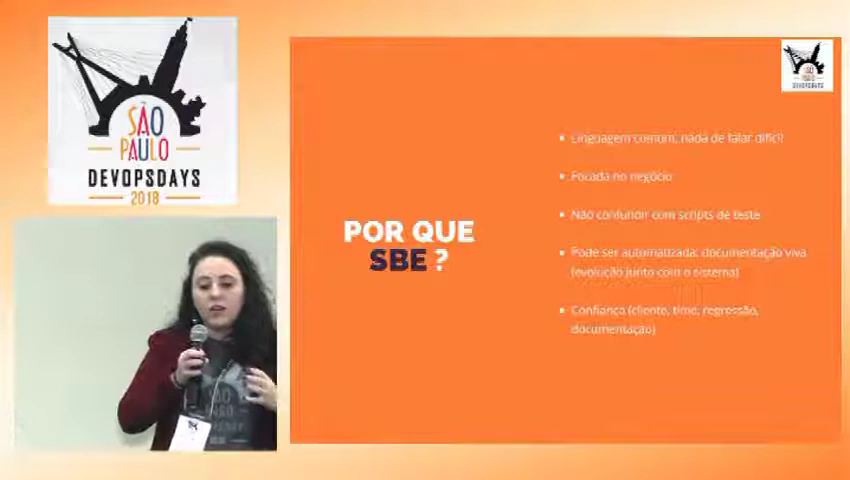 SÃO
PAULO
DEVOPSDAYS
2018
POR QUE
SBE ?
Linguagem comum, nada de falar difícil
Focada no negócio
Não confundir com scripts de teste
Pode ser automatizada: documentação viva
(evolução junto com o sistema)
Confiança (cliente, time, regressão,
documentação)